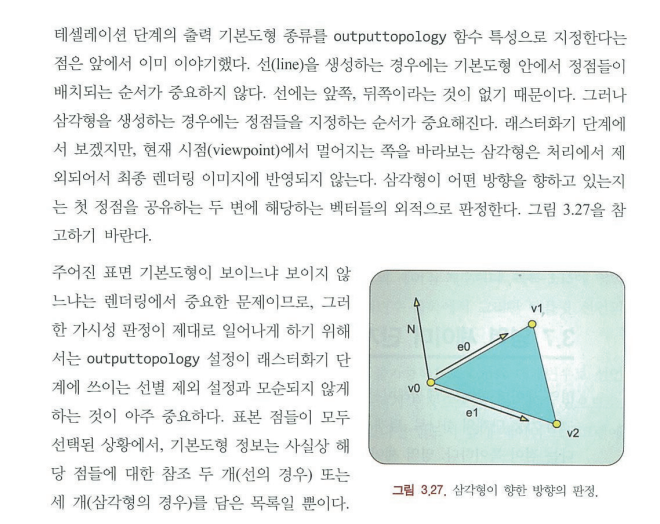 테셀레이션 단계의 출력 기본도형 종류를 outputtopology 함수 특성으로 지정한다는
점은 앞에서 이미 이야기했다. 선(line)을 생성하는 경우에는 기본도형 안에서 정점들이
배치되는 순서가 중요하지 않다. 선에는 앞쪽, 뒤쪽이라는 것이 없기 때문이다. 그러나
삼각형을 생성하는 경우에는 정점들을 지정하는 순서가 중요해진다. 래스터화기 단계에
서 보겠지만, 현재 시점(viewpoint)에서 멀어지는 쪽을 바라보는 삼각형은 처리에서 제
외되어서 최종 렌더링 이미지에 반영되지 않는다. 삼각형이 어떤 방향을 향하고 있는지
는 첫 정점을 공유하는 두 변에 해당하는 벡터들의 외적으로 판정한다. 그림 3.27을 참
고하기 바란다.
주어진 표면 기본도형이 보이느냐 보이지 않
느냐는 렌더링에서 중요한 문제이므로, 그러
한 가시성 판정이 제대로 일어나게 하기 위해
서는 outputtopology 설정이 래스터화기 단
계에 쓰이는 선별 제외 설정과 모순되지 않게
하는 것이 아주 중요하다. 표본 점들이 모두
선택된 상황에서, 기본도형 정보는 사실상 해
당 점들에 대한 참조 두 개(선의 경우) 또는
세 개(삼각형의 경우)를 담은 목록일 뿐이다.
v1
N
e0
v0
e1
v2
그림 3.27. 삼각형이 향한 방향의 판정.